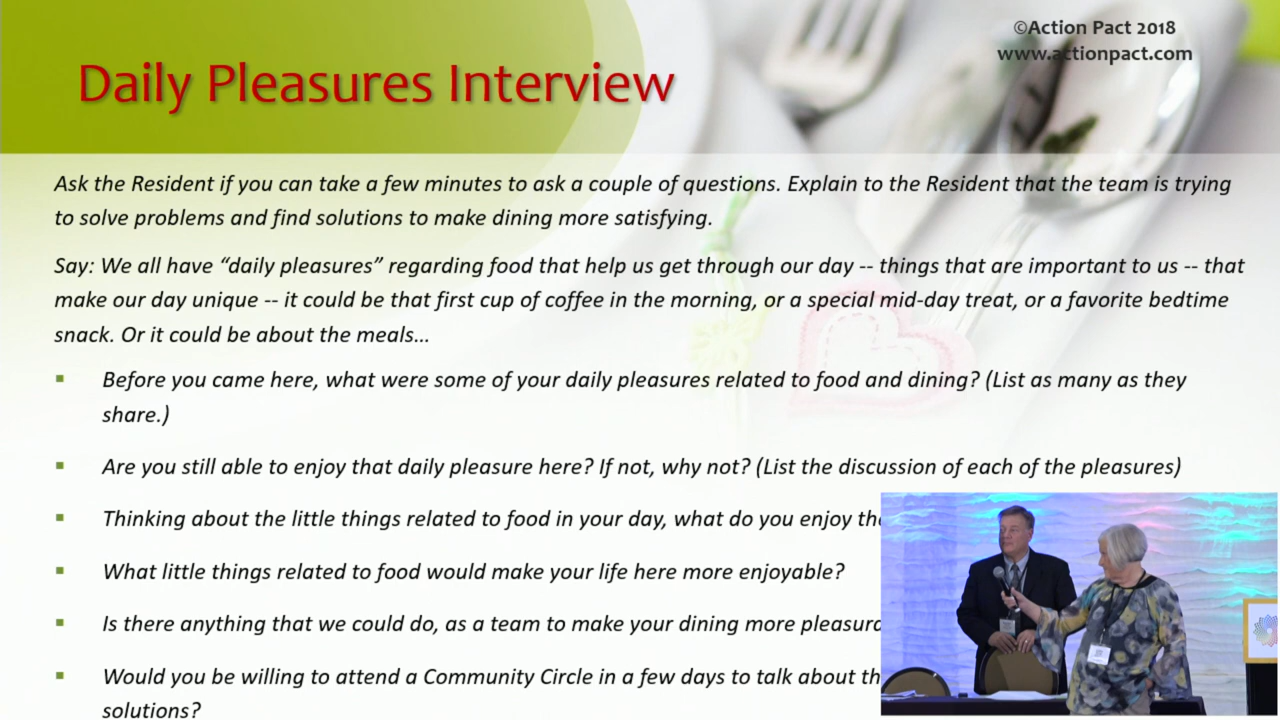 ©Action Pact 2018
www.actionpact.com
Daily Pleasures Interview
Ask the Resident if you can take a few minutes to ask a couple of questions. Explain to the Resident that the team is trying
to solve problems and find solutions to make dining more satisfying.
Say: We all have “daily pleasures” regarding food that help us get through our day -- things that are important to us -- that
make our day unique -- it could be that first cup of coffee in the morning, or a special mid-day treat, or a favorite bedtime
snack. Or it could be about the meals…
▪ Before you came here, what were some of your daily pleasures related to food and dining? (List as many as they
share.)
▪ Are you still able to enjoy that daily pleasure here? If not, why not? (List the discussion of each of the pleasures)
▪ Thinking about the little things related to food in your day, what do you enjoy
▪ What little things related to food would make your life here more enjoyable?
▪ Is there anything that we could do, as a team to make your dining more
▪ Would you be willing to attend a Community Circle in a few days to talk about
solutions?